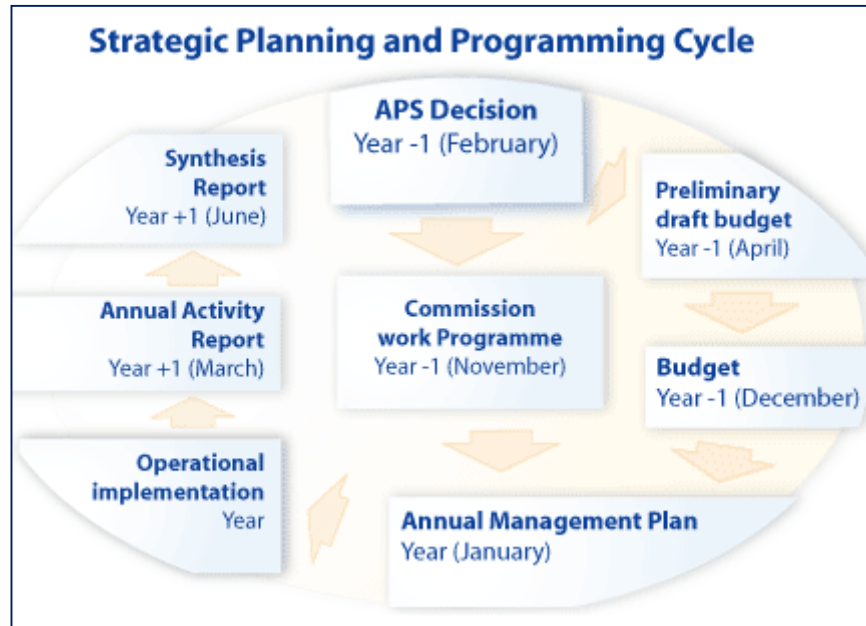 Strategic Planning and Programming Cycle
APS Decision
Year -1 (February)
Synthesis
Report
Year +1 (June)
Preliminary
draft budget
Year -1 (April)
Annual Activity
Report
Year +1 (March)
Commission
work Programme
Year -1 (November)
Budget
Year -1 (December)
Operational
implementation
Year
Annual Management Plan
Year (January)